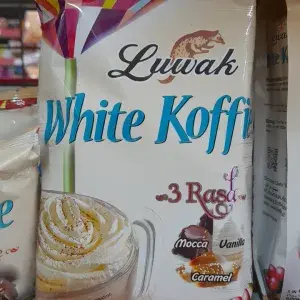 Luwak
White Koffi
3 Rasa
Mocca
Vanilla
Caramel